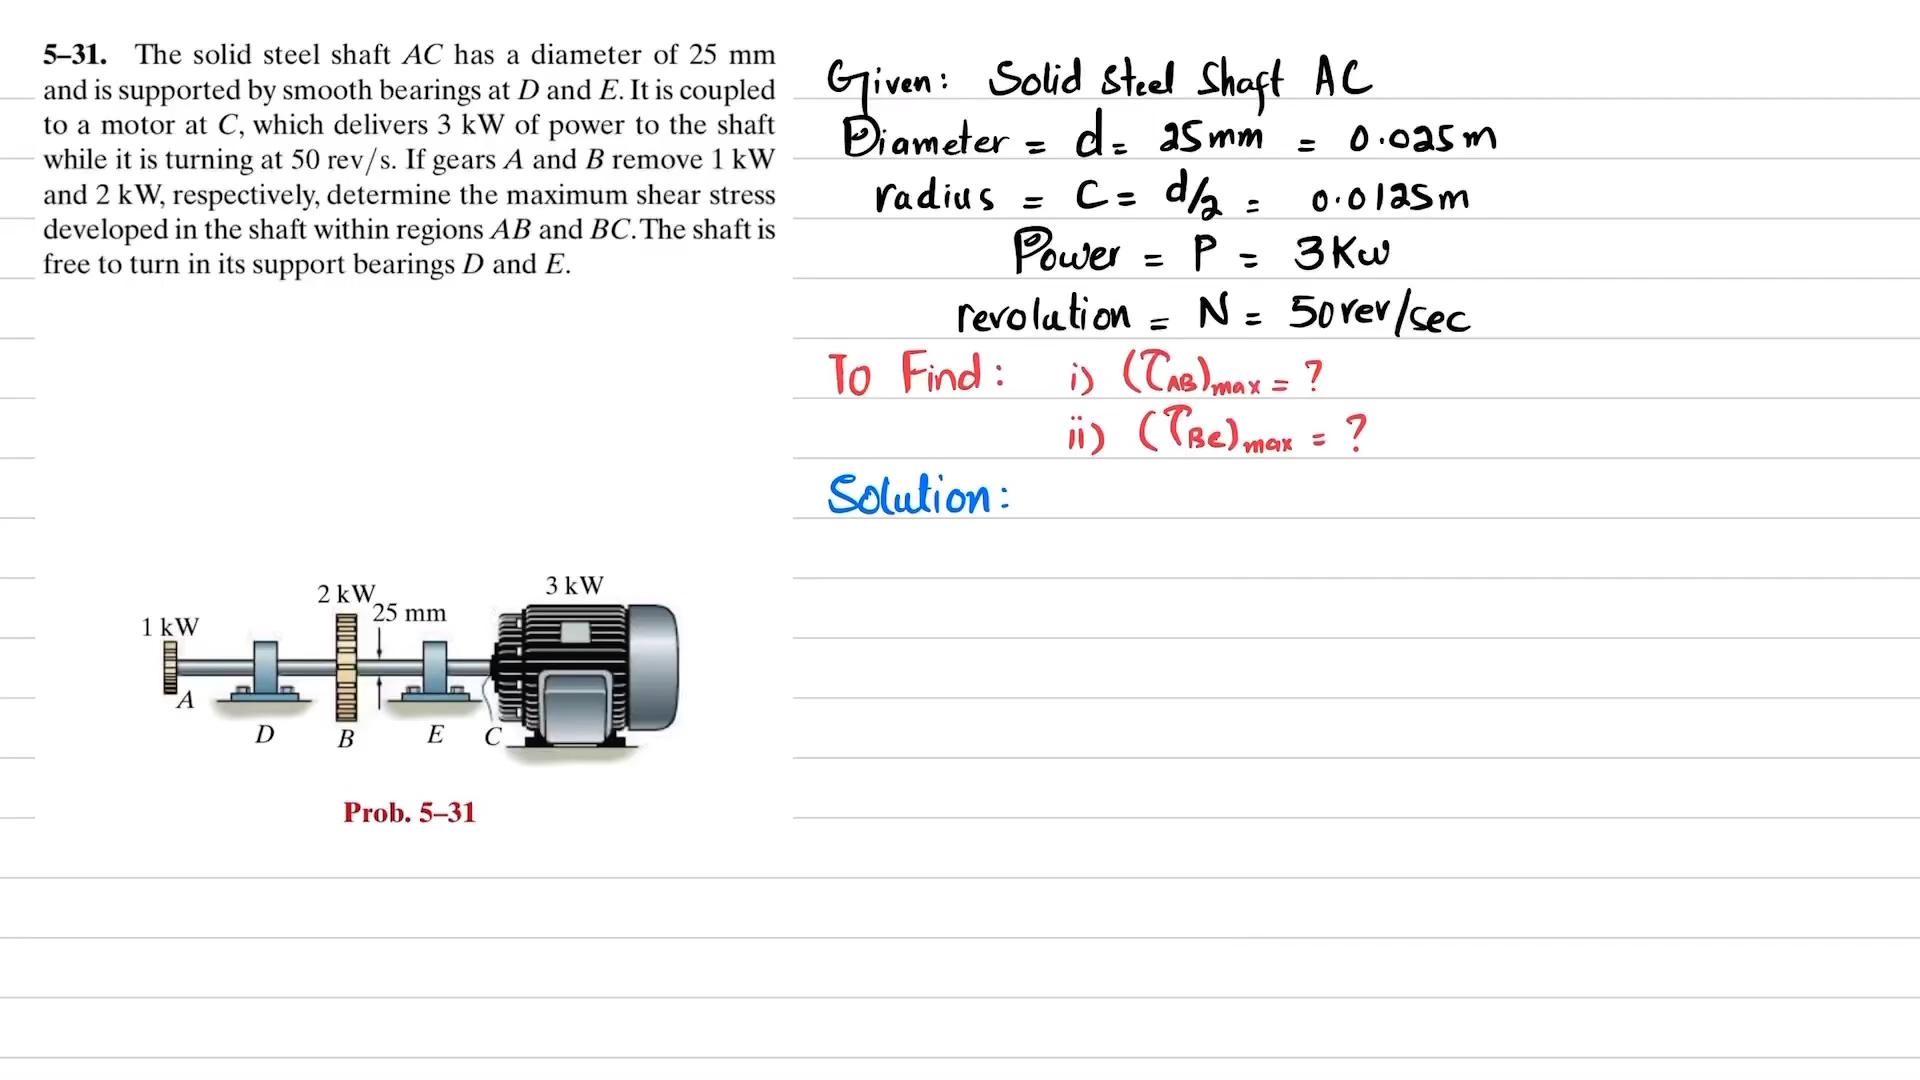 5–31. The solid steel shaft AC has a diameter of 25 mm
and is supported by smooth bearings at D and E. It is coupled
to a motor at C, which delivers 3 kW of power to the shaft
while it is turning at 50 rev/s. If gears A and B remove 1 kW
and 2 kW, respectively, determine the maximum shear stress
developed in the shaft within regions AB and BC. The shaft is
free to turn in its support bearings D and E.
3 kW
2 kW
25 mm
1 kW
A
D
B
E
C
Prob. 5–31
Given: Solid Steel Shaft AC
Diameter = d = 25mm = 0.025m
radius = C = d/2 = 0.0125m
Power = P = 3Kw
revolution = N = 50rev/sec
To Find: i) (τAB)max = ?
ii) (τBC)max = ?
Solution: